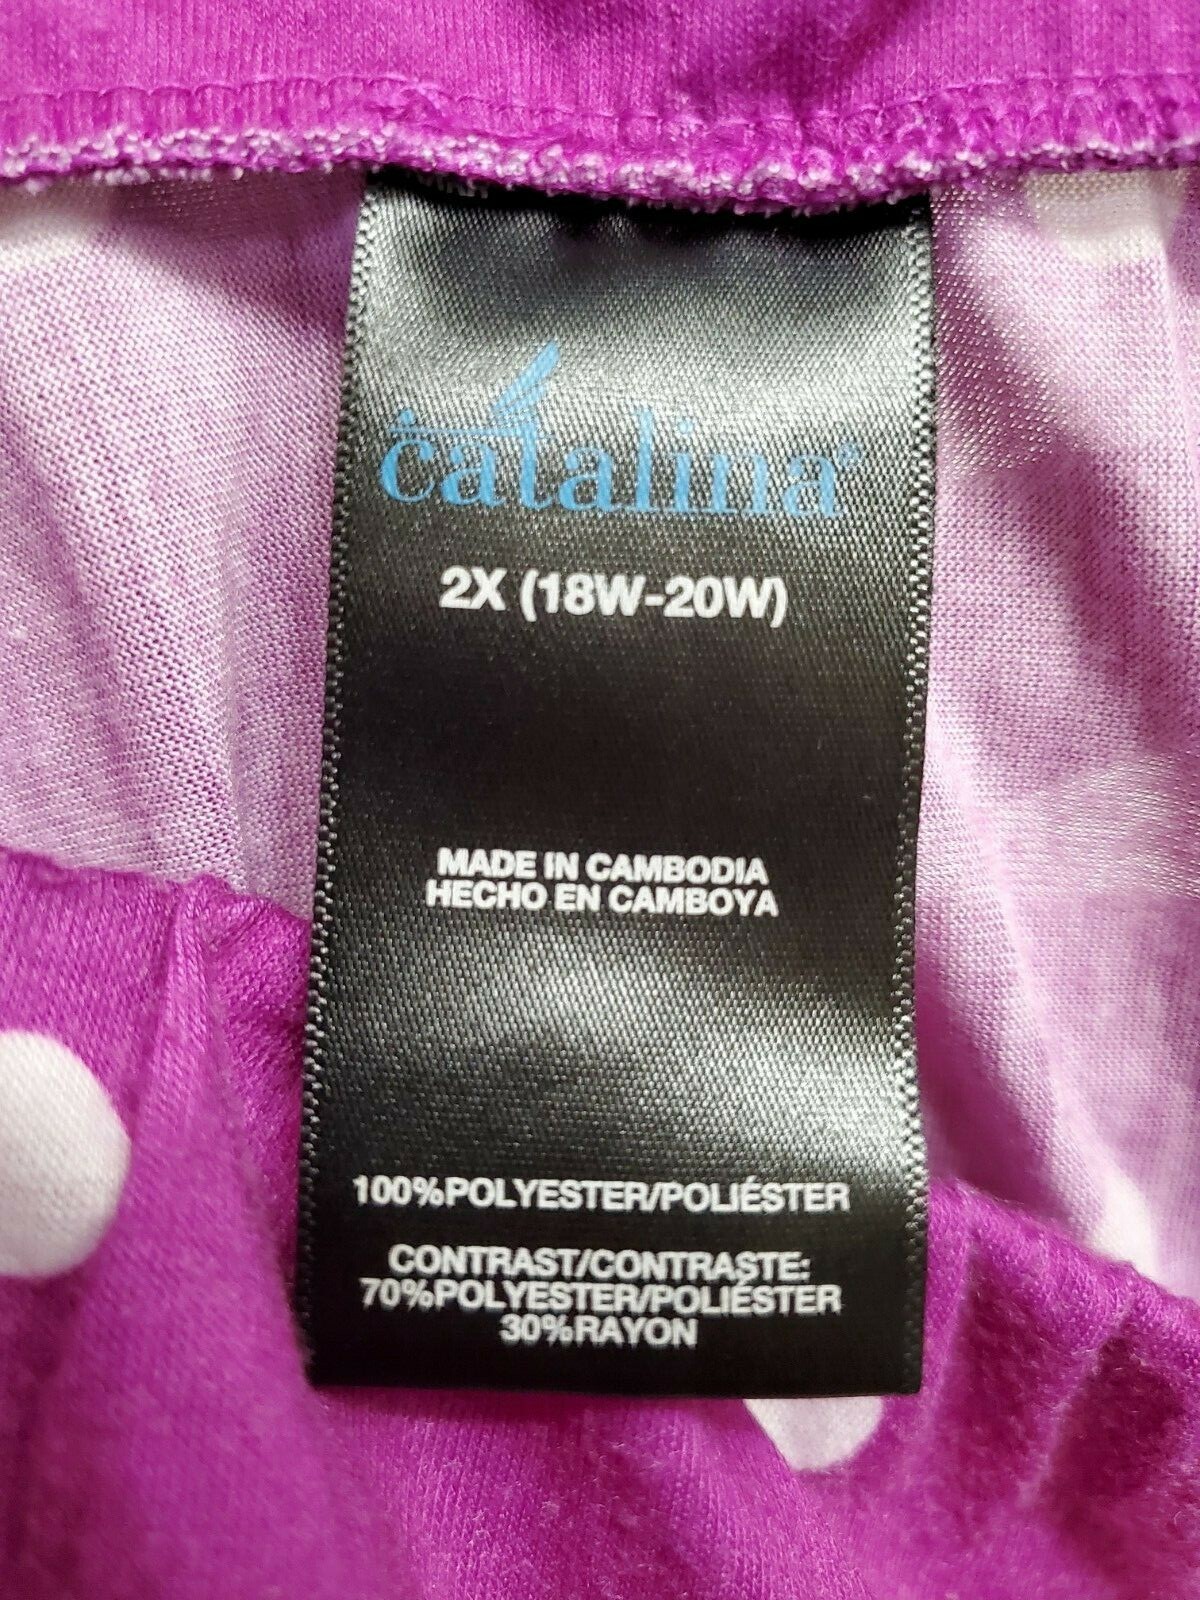 catalina®
2X (18W-20W)
MADE IN CAMBODIA
HECHO EN CAMBOYA
100%POLYESTER/POLIÉSTER
CONTRAST/CONTRASTE:
70%POLYESTER/POLIÉSTER
30%RAYON